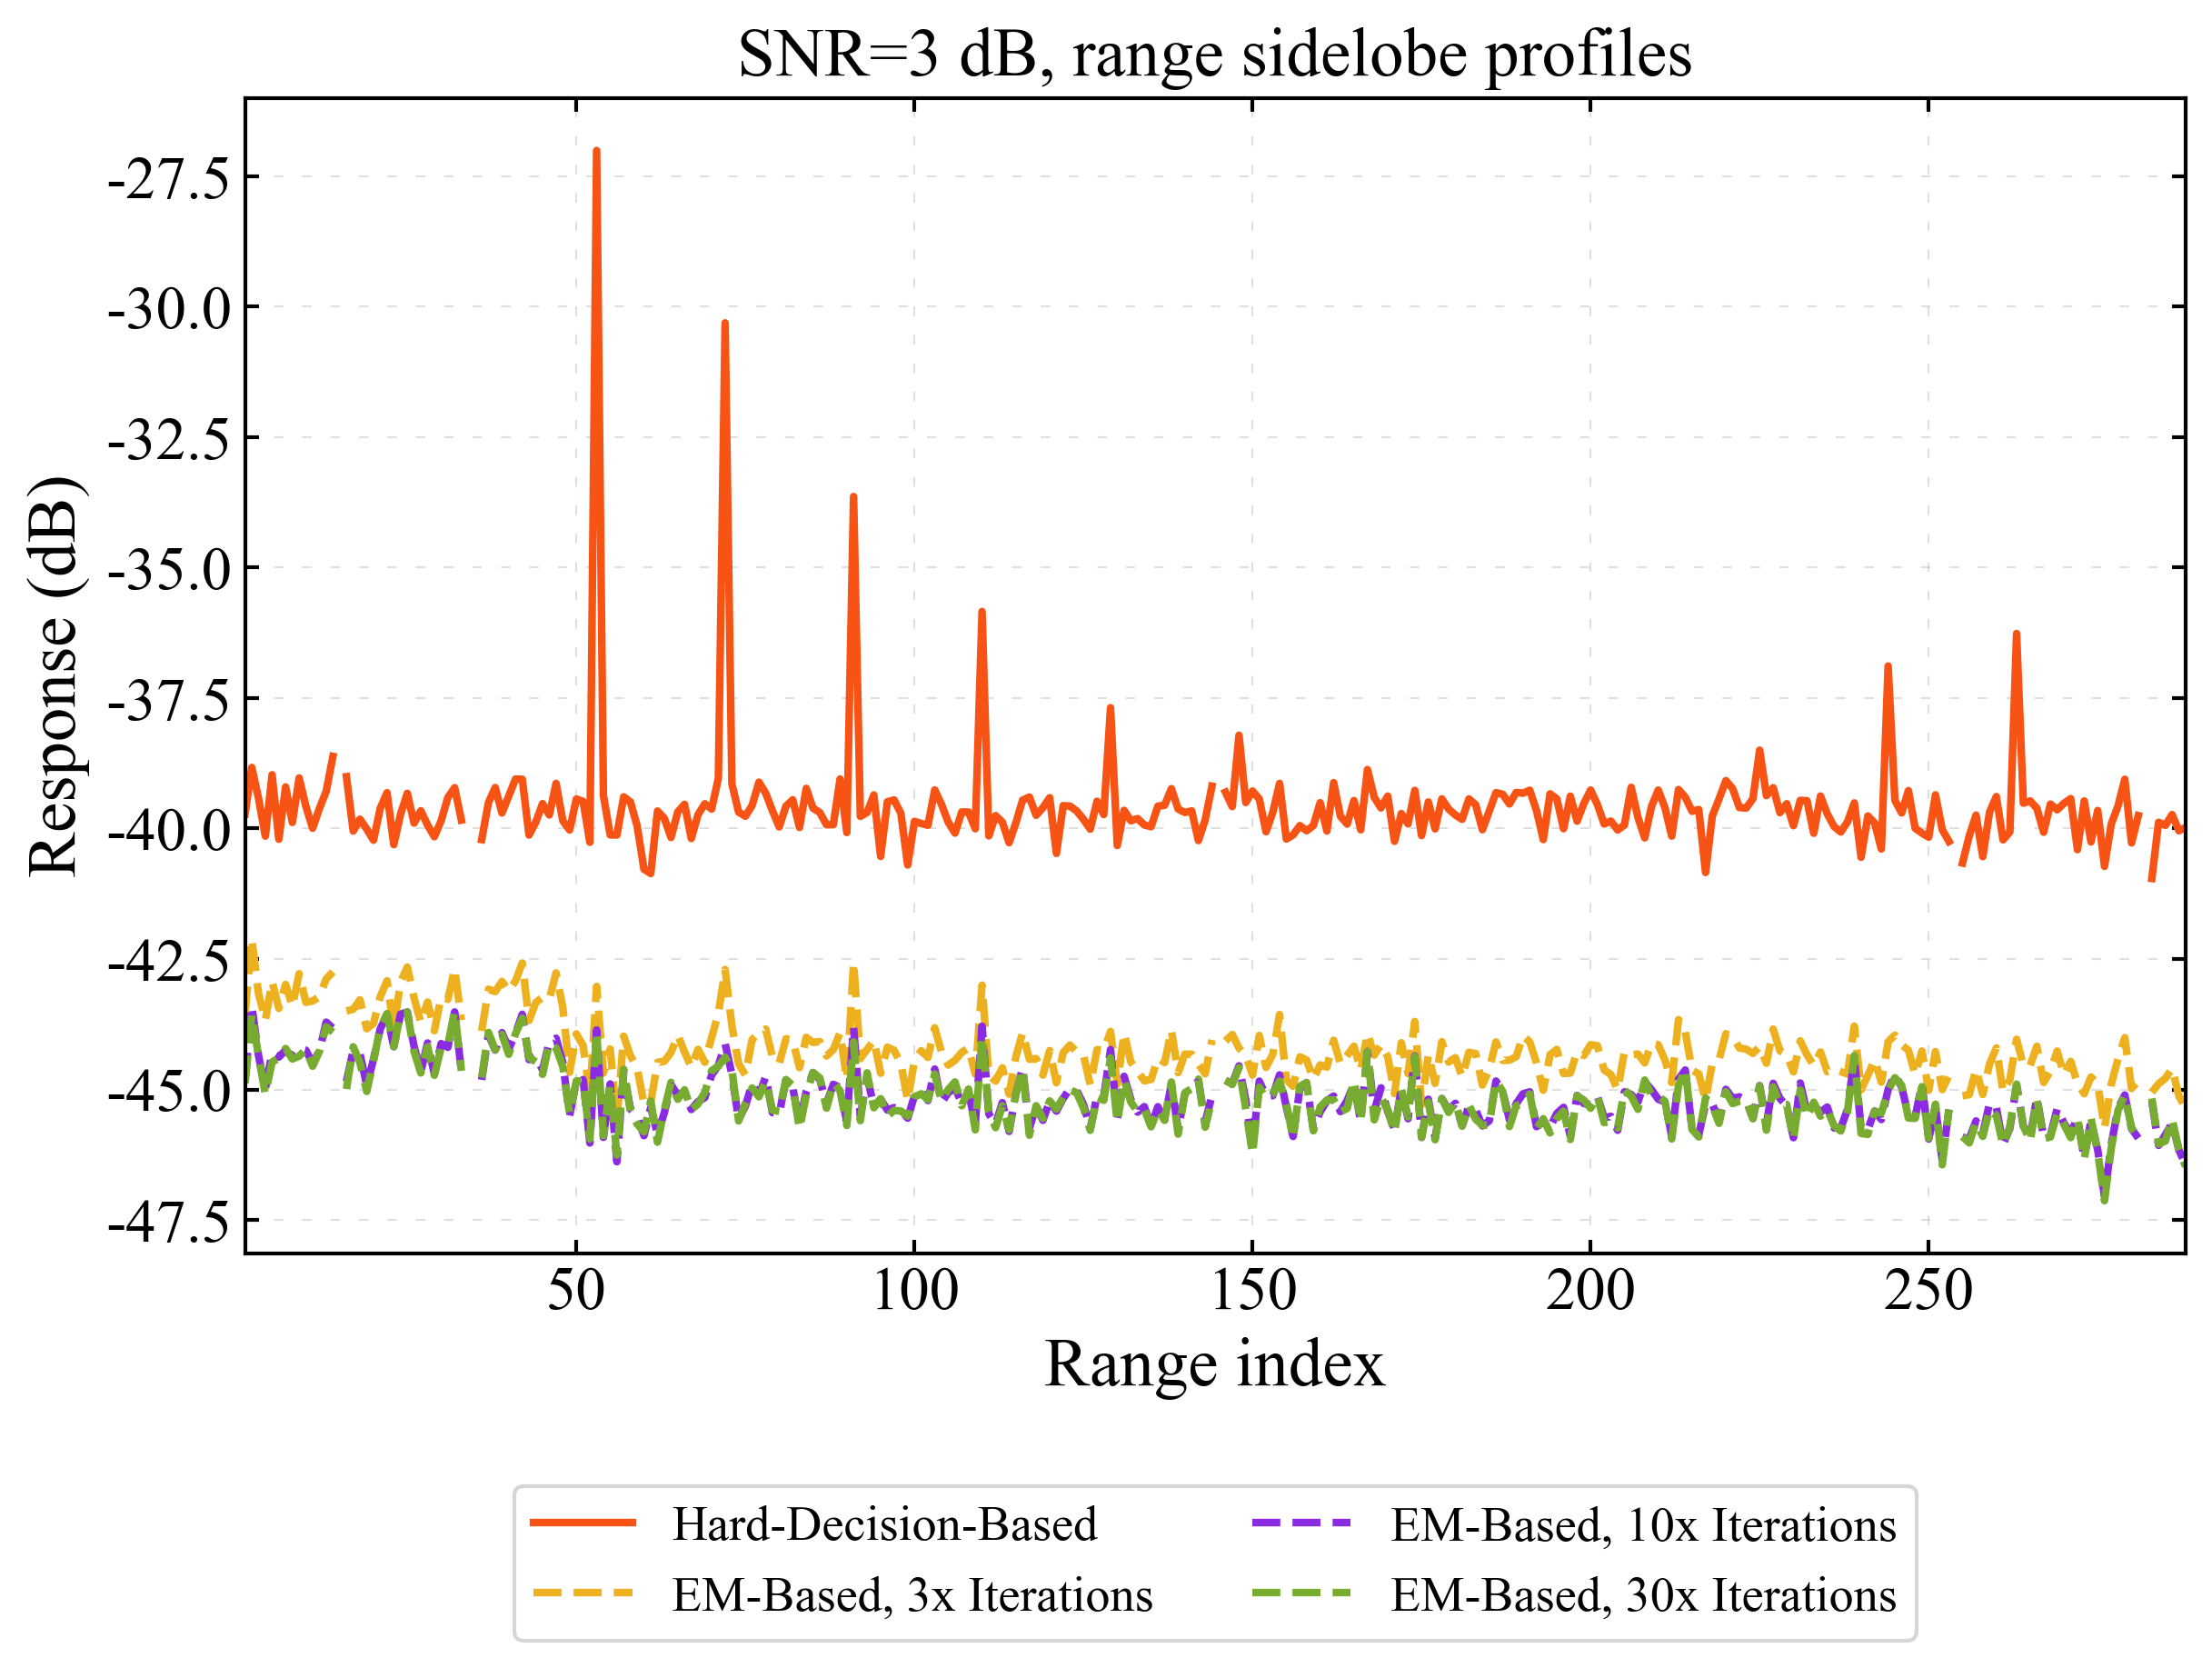 SNR=3 dB, range sidelobe profiles
Response (dB)
-27.5
-30.0
-32.5
-35.0
-37.5
-40.0
-42.5
-45.0
-47.5
50 100 150 200 250
Range index
Hard-Decision-Based
EM-Based, 3x Iterations
EM-Based, 10x Iterations
EM-Based, 30x Iterations